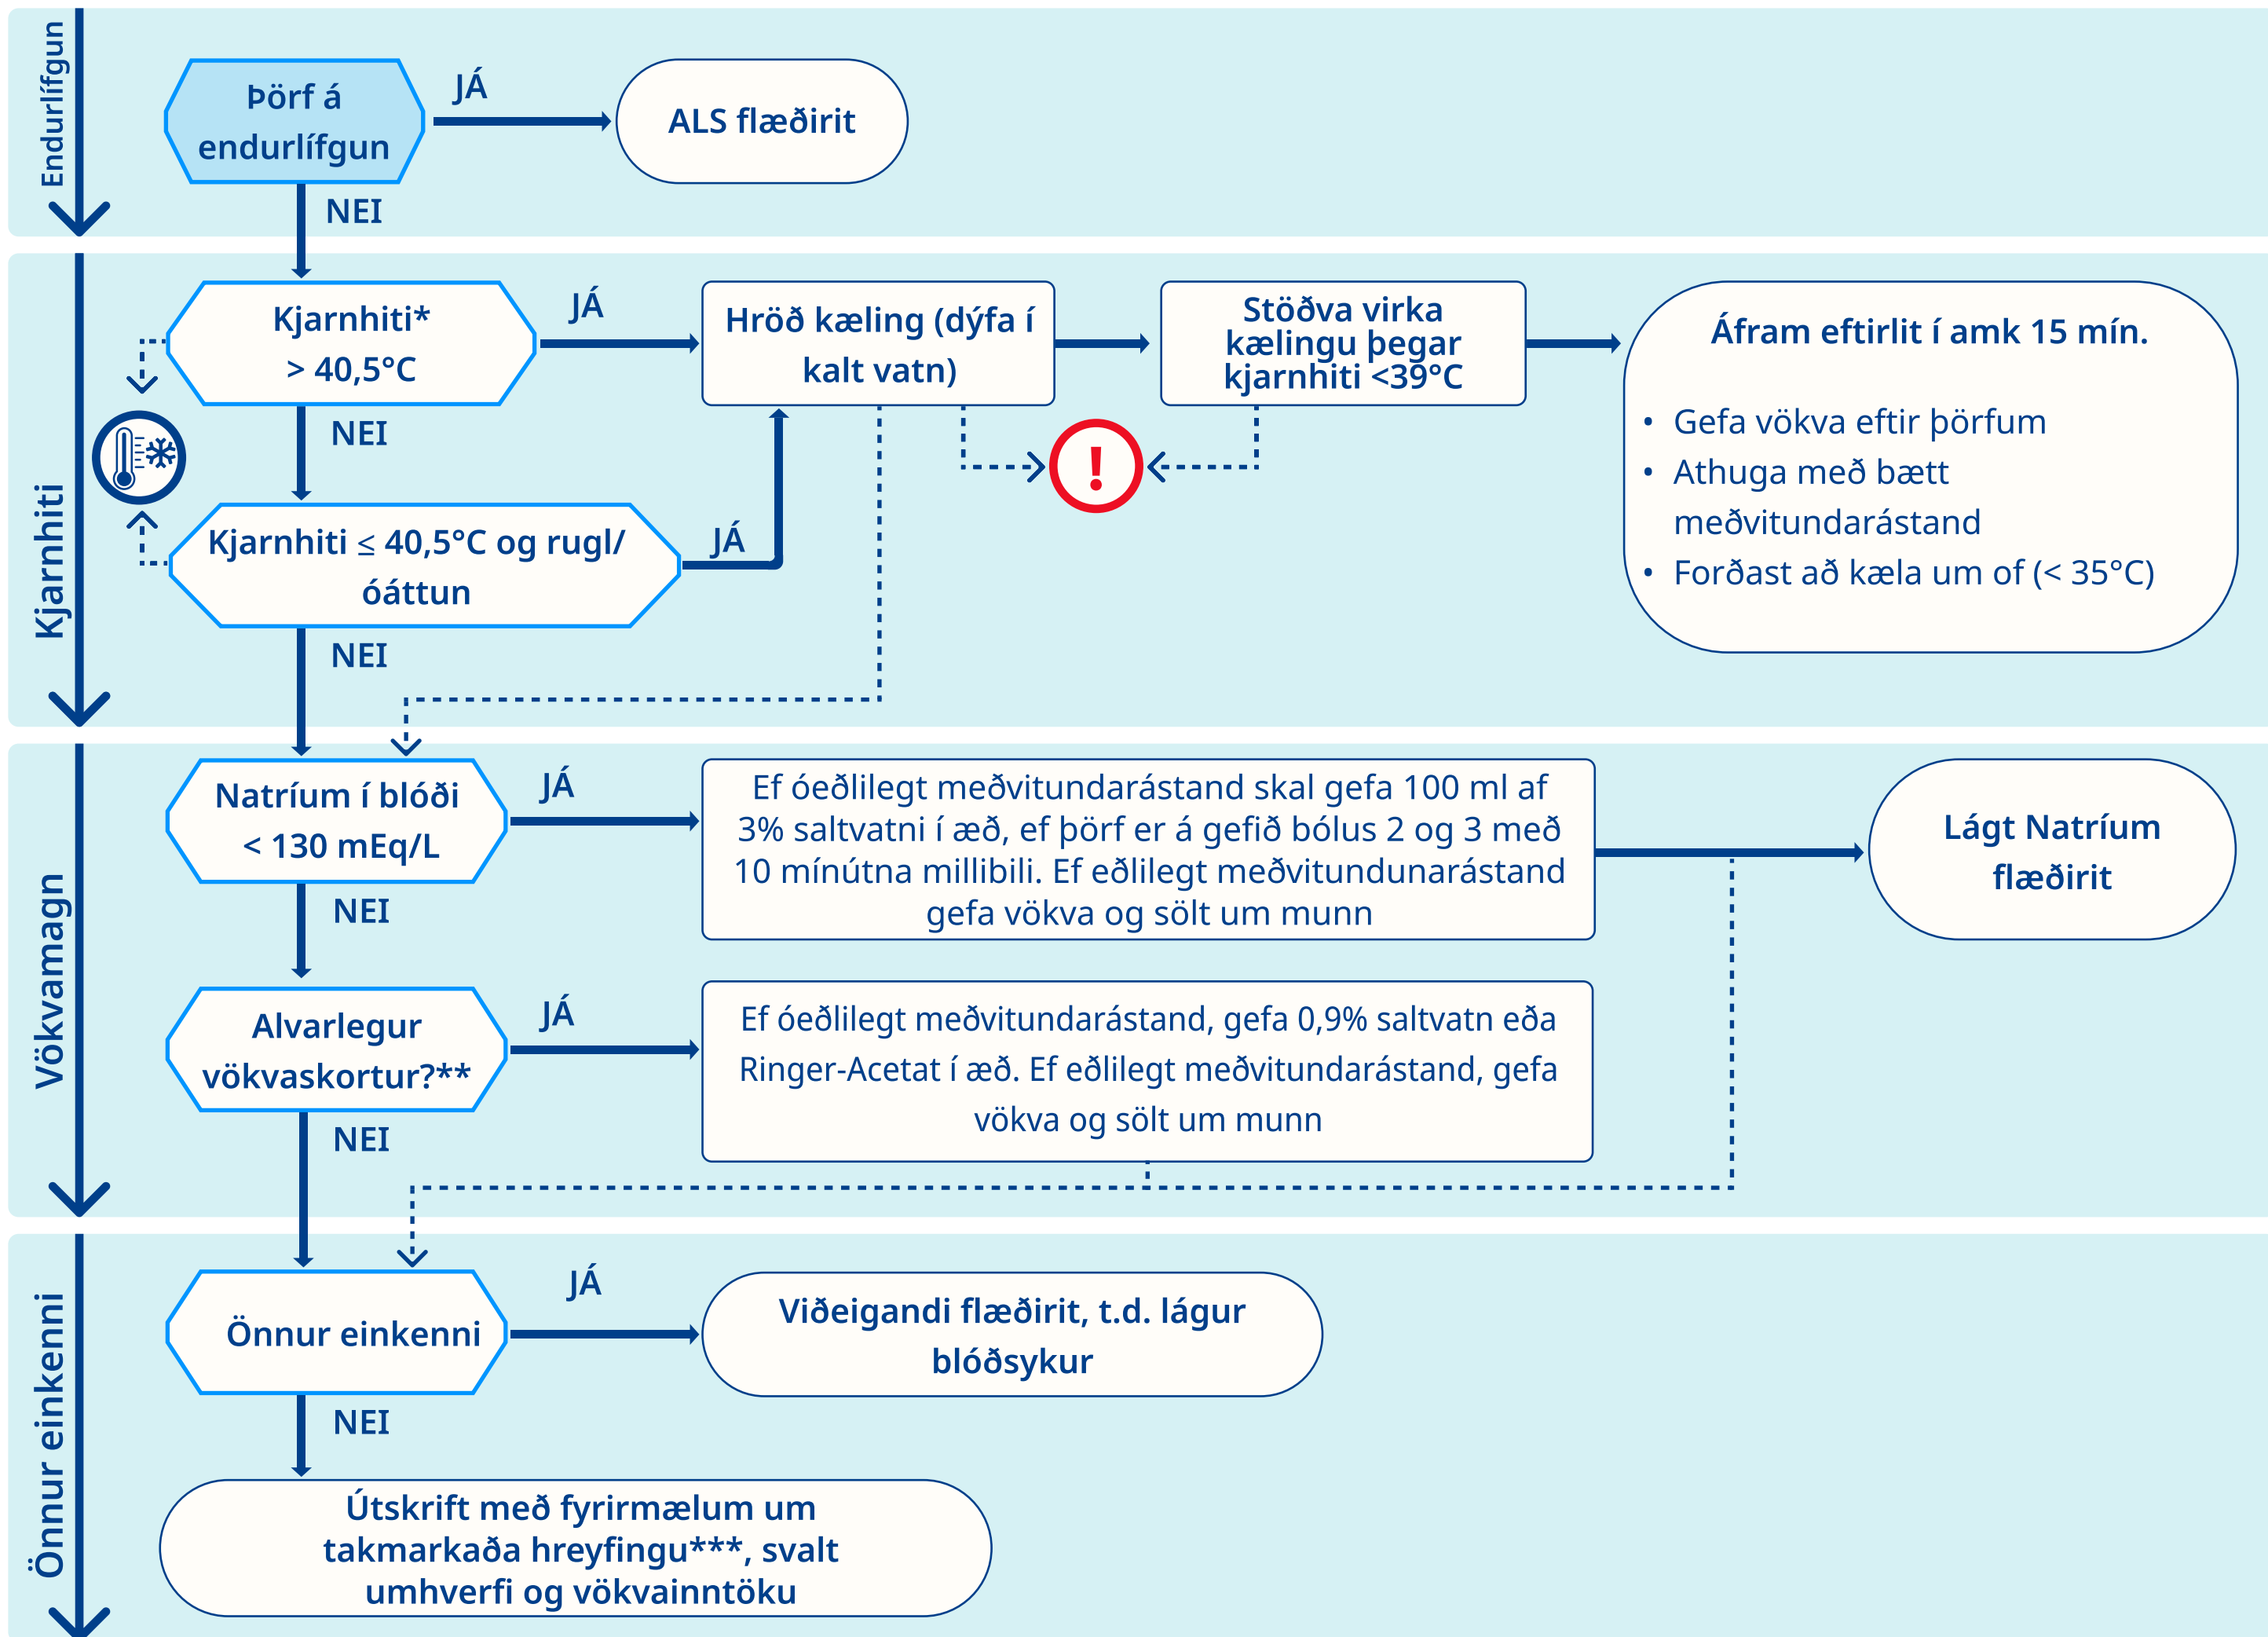 Endurlífgun
Þörf á
endurlífgun
JÁ
ALS flæðirit
NEI
Kjarnhiti
Kjarnhiti*
> 40,5°C
JÁ
Hröð kæling (dýfa í
kalt vatn)
Stöðva virka
kælingu þegar
kjarnhiti <39°C
Áfram eftirlit í amk 15 mín.
• Gefa vökva eftir þörfum
• Athuga með bætt
meðvitundarástand
• Forðast að kæla um of (< 35°C)
NEI
!
Kjarnhiti ≤ 40,5°C og rugl/
óáttun
JÁ
NEI
Vökvamagn
Natríum í blóði
< 130 mEq/L
JÁ
Ef óeðlilegt meðvitundarástand skal gefa 100 ml af
3% saltvatni í æð, ef þörf er á gefið bólus 2 og 3 með
10 mínútna millibili. Ef eðlilegt meðvitundunarástand
gefa vökva og sölt um munn
Lágt Natríum
flæðirit
NEI
Alvarlegur
vökvaskortur?**
JÁ
Ef óeðlilegt meðvitundarástand, gefa 0,9% saltvatn eða
Ringer-Acetat í æð. Ef eðlilegt meðvitundarástand, gefa
vökva og sölt um munn
NEI
Önnur einkenni
Önnur einkenni
JÁ
Viðeigandi flæðirit, t.d. lágur
blóðsykur
NEI
Útskrift með fyrirmælum um
takmarkaða hreyfingu***, svalt
umhverfi og vökvainntöku